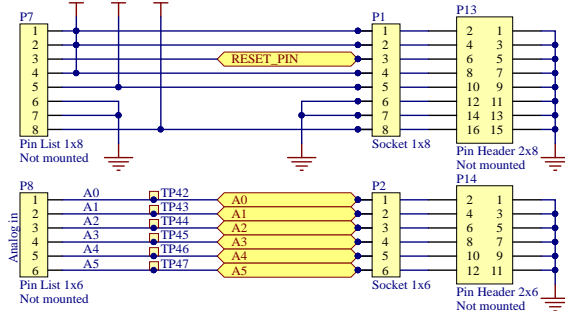 P7 P1 P13
1 1 2 1
2 2 4 3
3 RESET_PIN 3 6 5
4 4 8 7
5 5 10 9
6 6 12 11
7 7 14 13
8 8 16 15
Pin List 1x8 Socket 1x8 Pin Header 2x8
Not mounted Not mounted
P8 P2 P14
Analog in
1 A0 TP42 A0 1 2 1
2 A1 TP43 A1 2 4 3
3 A2 TP44 A2 3 6 5
4 A3 TP45 A3 4 8 7
5 A4 TP46 A4 5 10 9
6 A5 TP47 A5 6 12 11
Pin List 1x6 Socket 1x6 Pin Header 2x6
Not mounted Not mounted